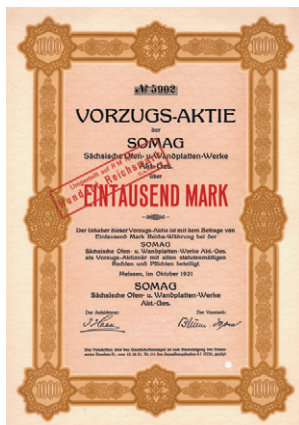 1000 1000
№ 5902
VORZUGS-AKTIE
der
SOMAG
Sächsische Ofen- u. Wandplatten-Werke
Akt.-Ges.
über
Umgestellt auf RM
Hundert Reichsmark
EINTAUSEND MARK
Der Inhaber dieser Vorzugs-Aktie ist mit dem Betrage von
Eintausend Mark Reichs-Währung bei der
SOMAG
Sächsische Ofen- u. Wandplatten-Werke Akt.-Ges.
als Vorzugs-Aktionär mit allen statutenmäßigen
Rechten und Pflichten beteiligt.
Meissen, im Oktober 1921
SOMAG
Sächsische Ofen- u. Wandplatten-Werke
Akt.-Ges.
Der Aufsichtsrat: Der Vorstand:
1000 1000